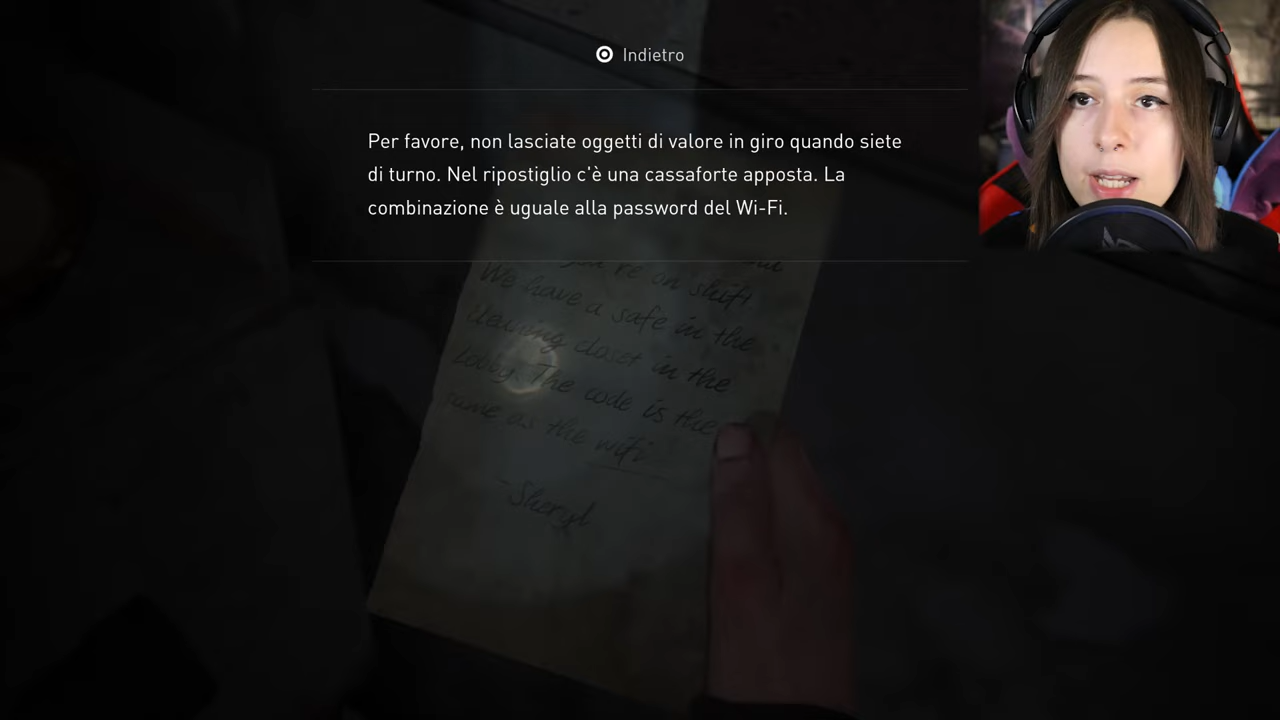 Indietro
Per favore, non lasciate oggetti di valore in giro quando siete
di turno. Nel ripostiglio c'è una cassaforte apposta. La
combinazione è uguale alla password del Wi-Fi.
you're on shift
We have a safe in the
cleaning closet in the
Lobby. The code is the
same as the wifi
-Sheryl